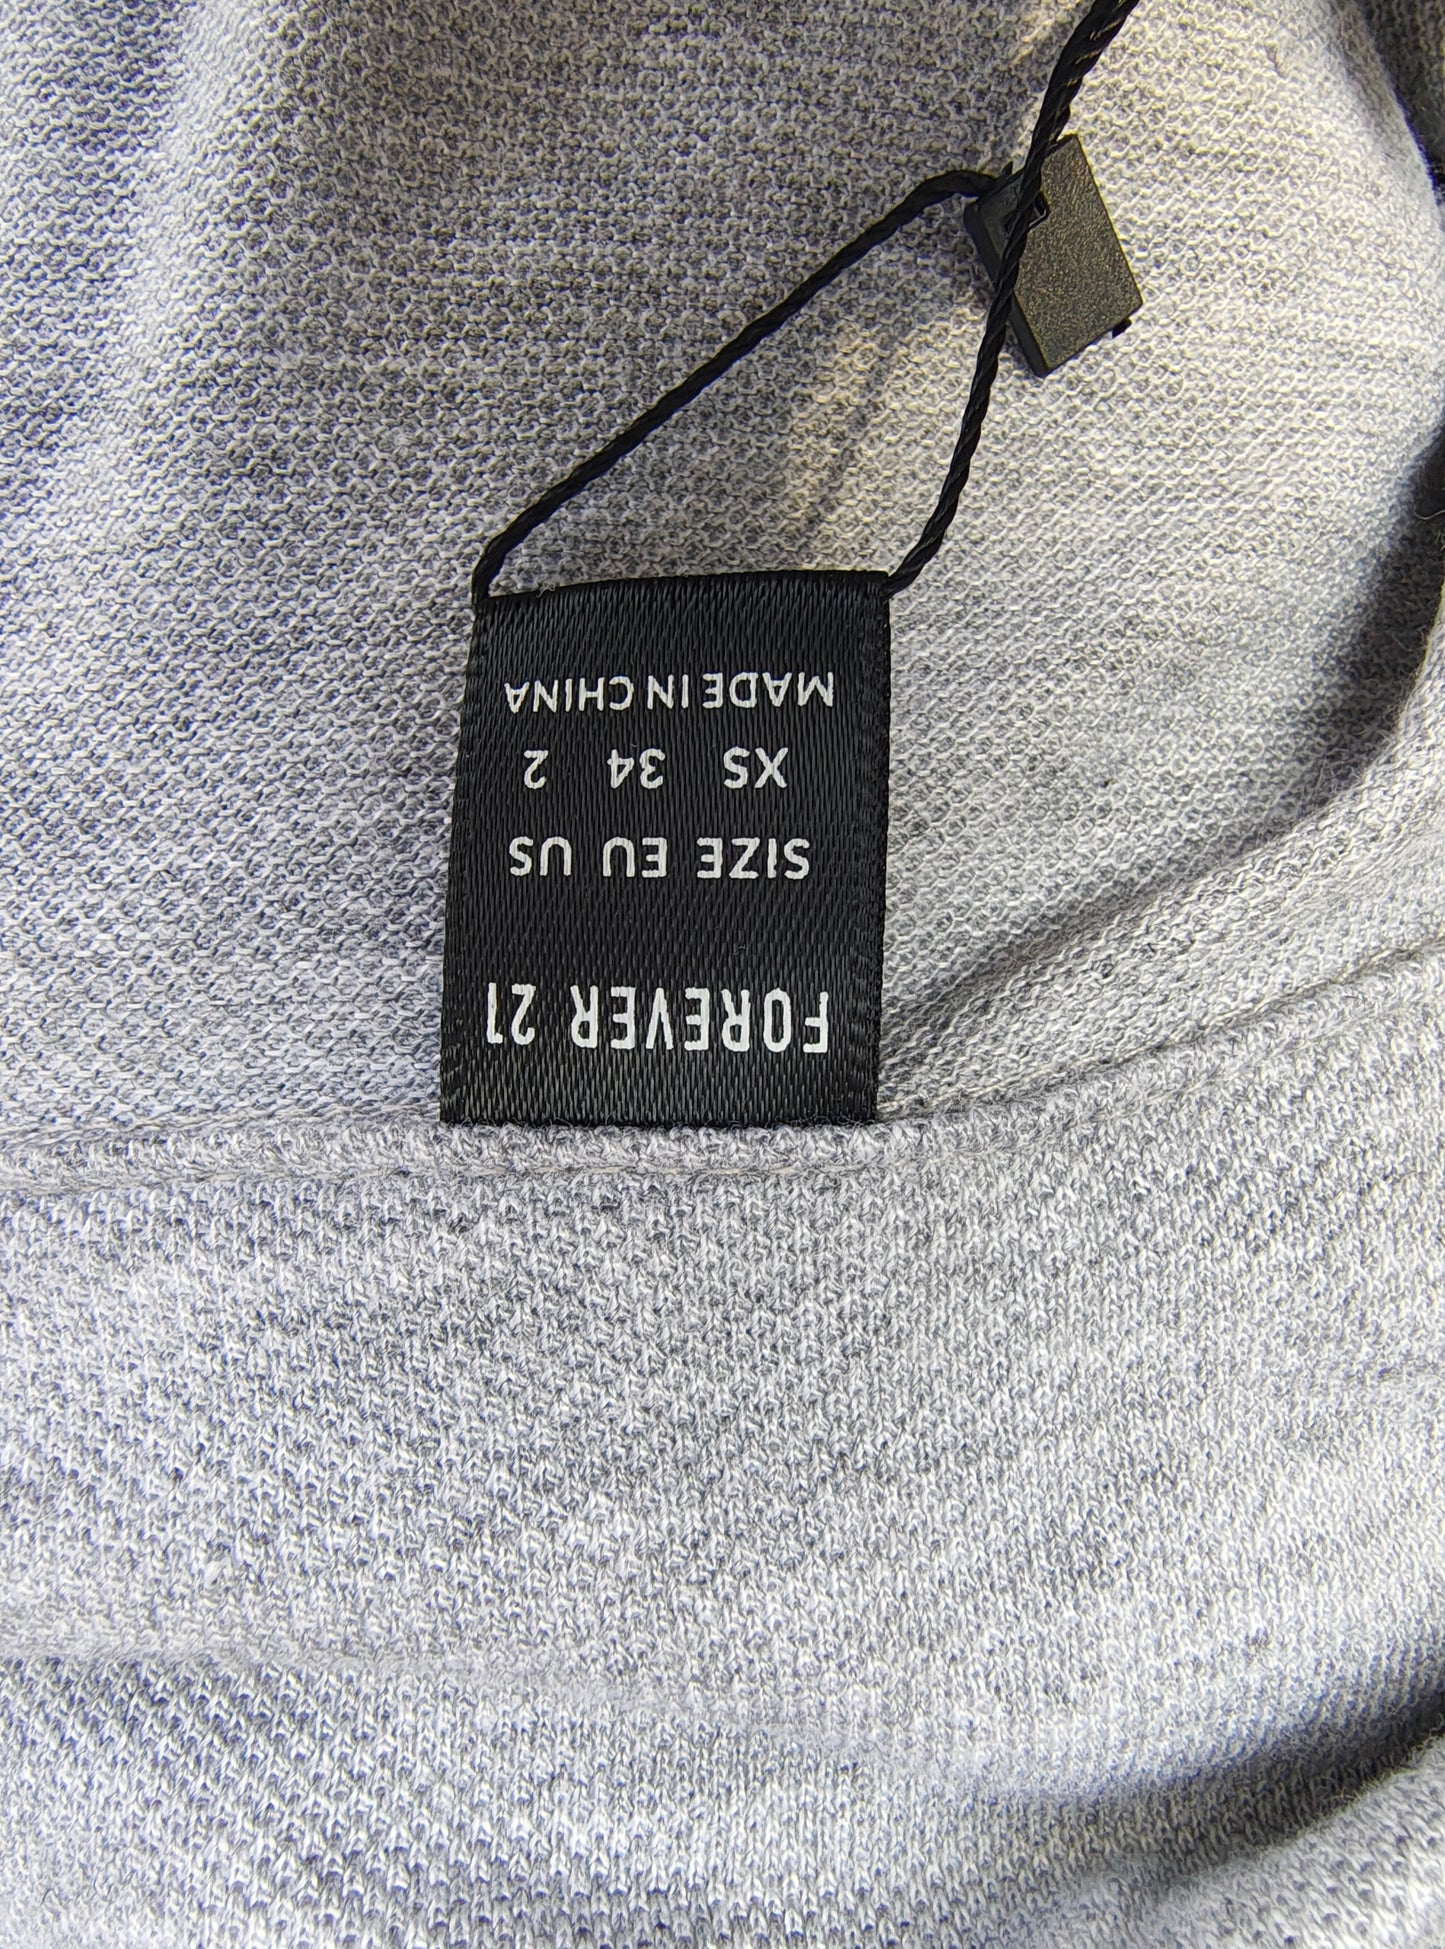 FOREVER 21
SIZE EU US
XS 34 2
MADE IN CHINA